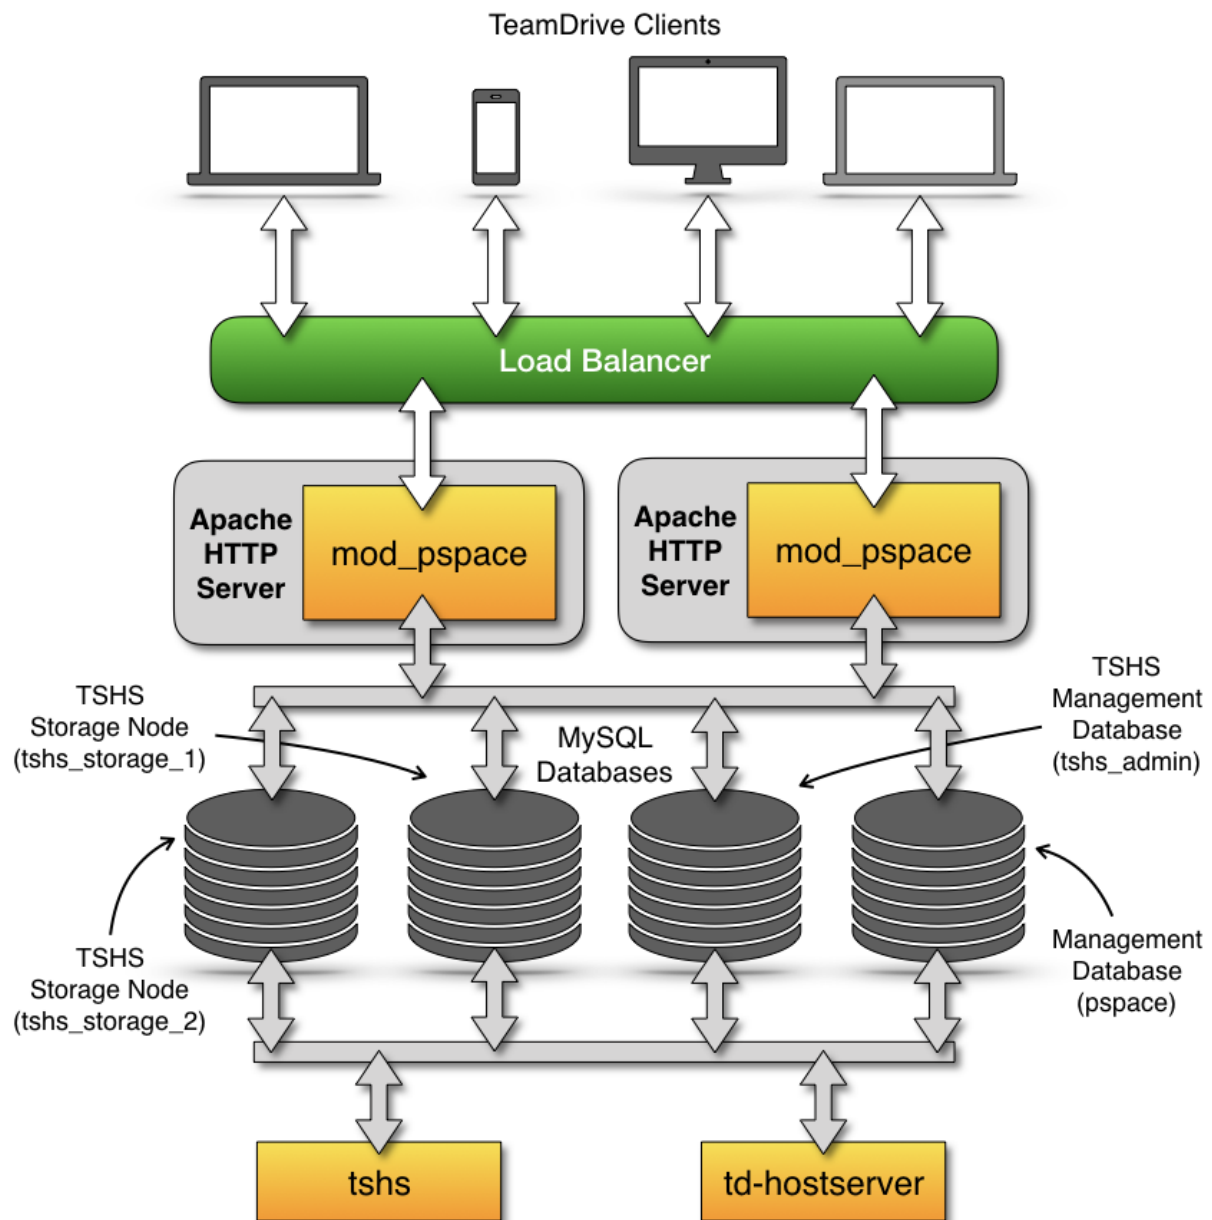 TeamDrive Clients
Load Balancer
Apache
HTTP
Server
mod_pspace
Apache
HTTP
Server
mod_pspace
TSHS
Storage Node
(tshs_storage_1)
MySQL
Databases
TSHS
Management
Database
(tshs_admin)
TSHS
Storage Node
(tshs_storage_2)
Management
Database
(pspace)
tshs
td-hostserver